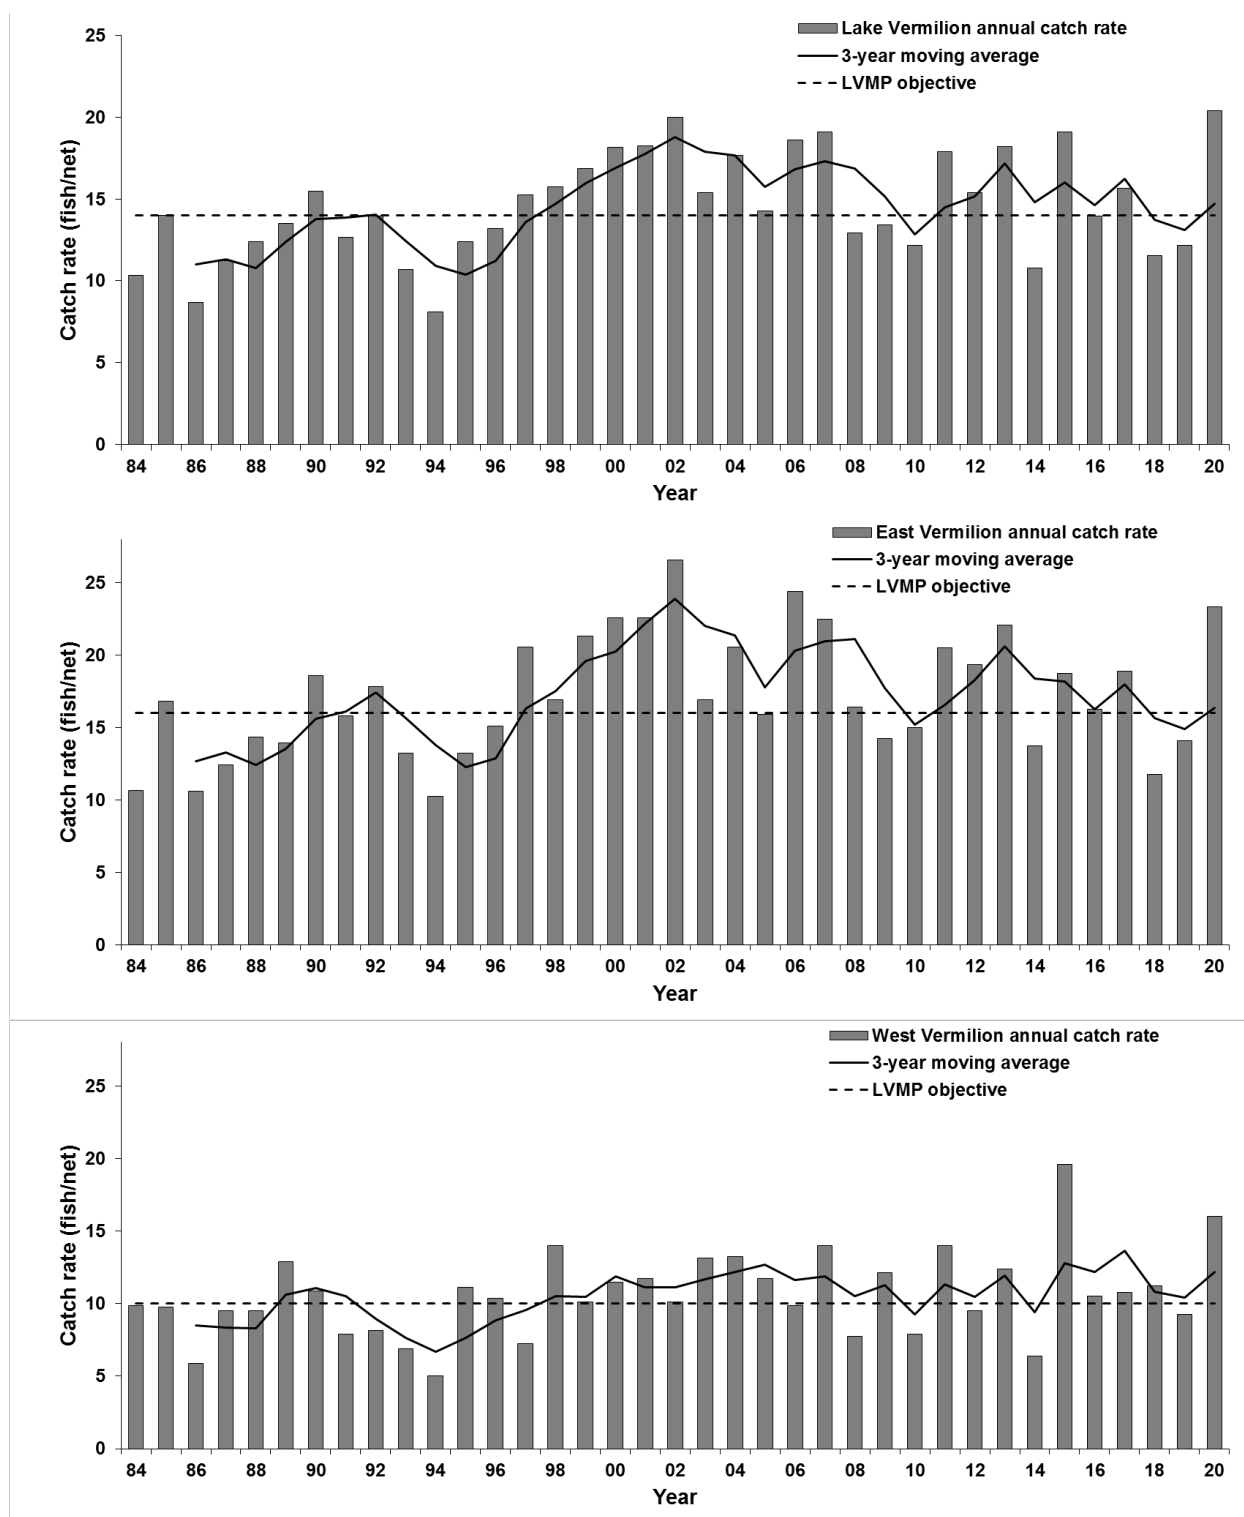 Lake Vermilion annual catch rate
3-year moving average
LVMP objective
Catch rate (fish/net)
25
20
15
10
5
0
84 86 88 90 92 94 96 98 00 02 04 06 08 10 12 14 16 18 20
Year
East Vermilion annual catch rate
3-year moving average
LVMP objective
Catch rate (fish/net)
25
20
15
10
5
0
84 86 88 90 92 94 96 98 00 02 04 06 08 10 12 14 16 18 20
Year
West Vermilion annual catch rate
3-year moving average
LVMP objective
Catch rate (fish/net)
25
20
15
10
5
0
84 86 88 90 92 94 96 98 00 02 04 06 08 10 12 14 16 18 20
Year